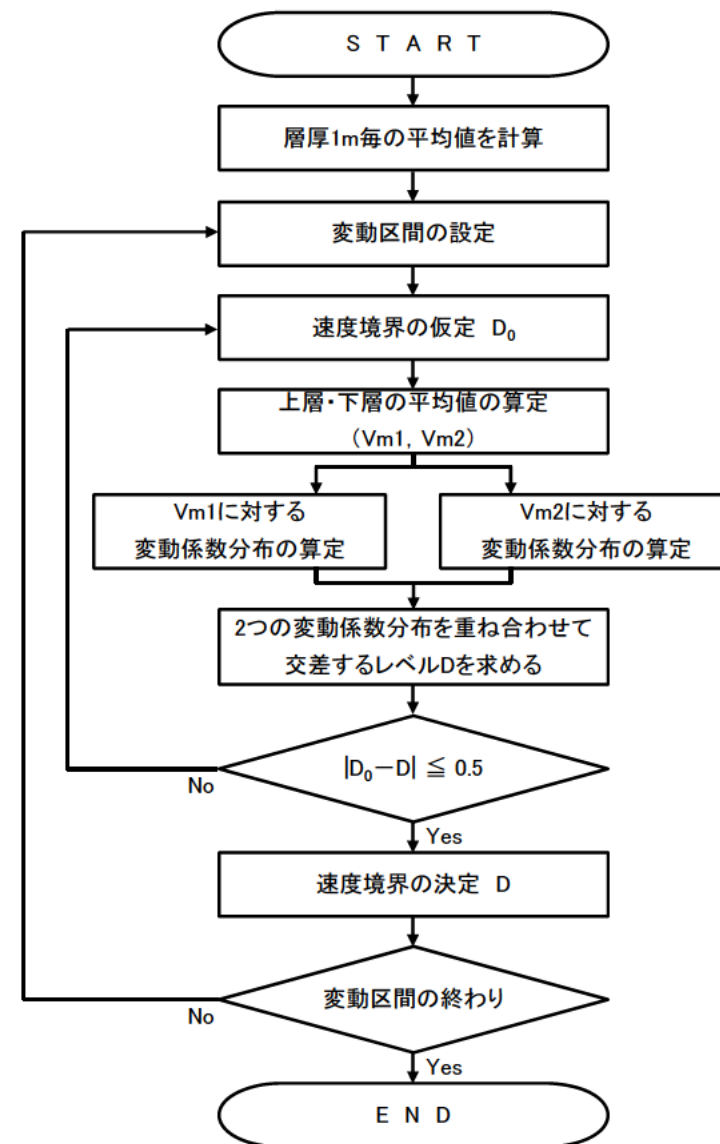 S T A R T
層厚1m毎の平均値を計算
変動区間の設定
速度境界の仮定 D₀
上層・下層の平均値の算定
(Vm1, Vm2)
Vm1に対する
変動係数分布の算定
Vm2に対する
変動係数分布の算定
2つの変動係数分布を重ね合わせて
交差するレベルDを求める
|D₀－D| ≦ 0.5
No
Yes
速度境界の決定 D
変動区間の終わり
No
Yes
E N D